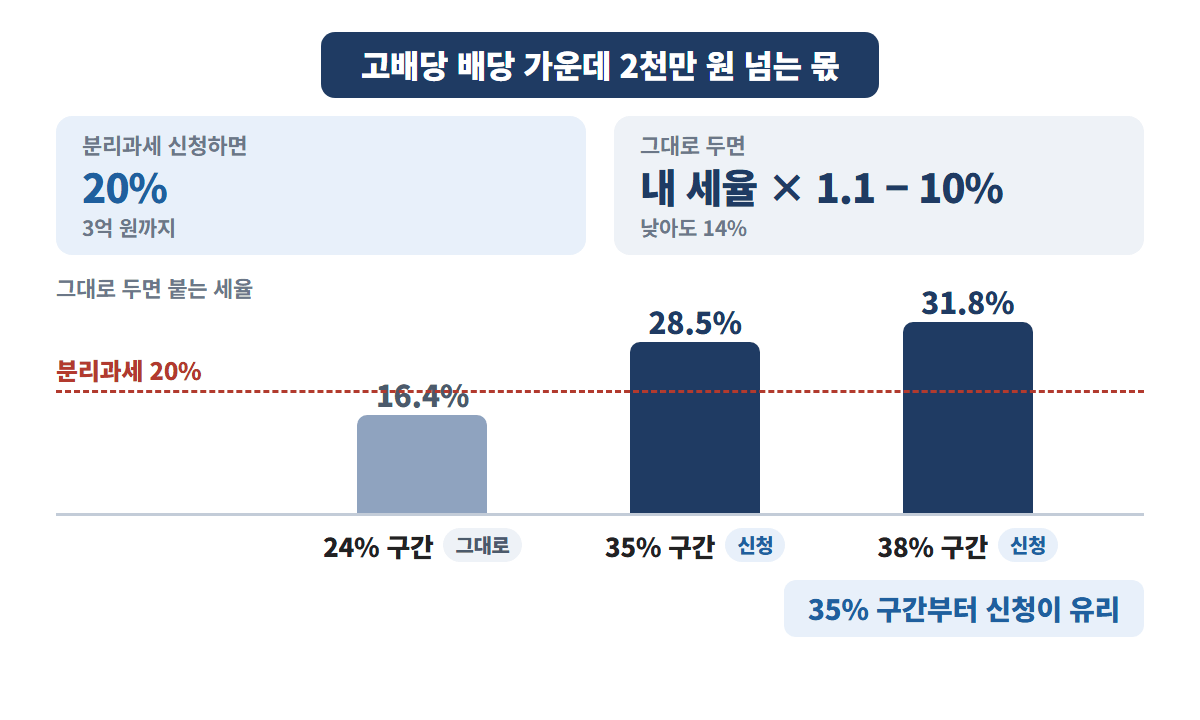 고배당 배당 가운데 2천만 원 넘는 몫
분리과세 신청하면
20%
3억 원까지
그대로 두면
내 세율 × 1.1 − 10%
낮아도 14%
그대로 두면 붙는 세율
분리과세 20%
16.4%
28.5%
31.8%
24% 구간 그대로
35% 구간 신청
38% 구간 신청
35% 구간부터 신청이 유리